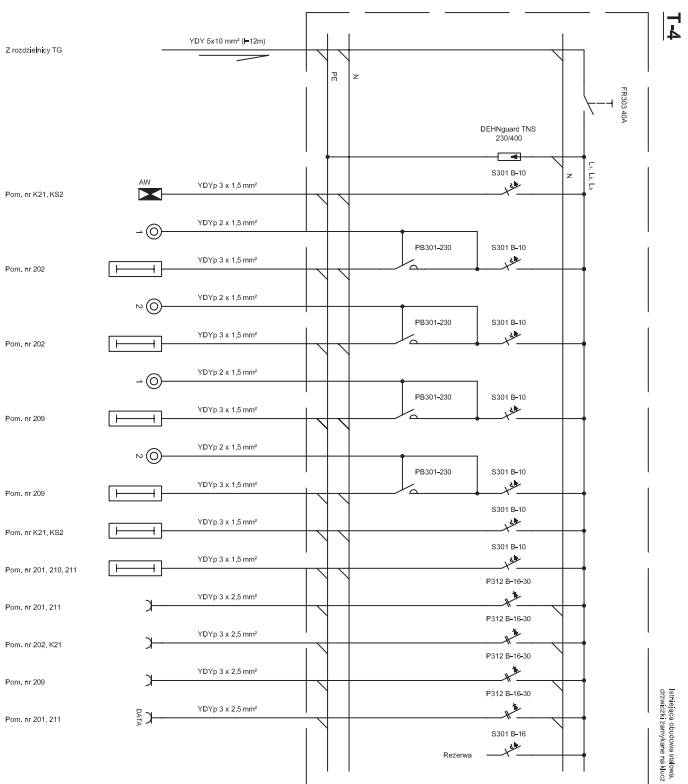 T-4
Z rozdzielnicy TG
YDY 5x10 mm² (l=12m)
PE
N
FR303 40A
DEHNguard TNS
230/400
L1, L2, L3
N
Pom. nr K21, KS2
AW
YDYp 3 x 1,5 mm²
S301 B-10
1
YDYp 2 x 1,5 mm²
Pom. nr 202
YDYp 3 x 1,5 mm²
PB301-230
S301 B-10
2
YDYp 2 x 1,5 mm²
Pom. nr 202
YDYp 3 x 1,5 mm²
PB301-230
S301 B-10
1
YDYp 2 x 1,5 mm²
Pom. nr 209
YDYp 3 x 1,5 mm²
PB301-230
S301 B-10
2
YDYp 2 x 1,5 mm²
Pom. nr 209
YDYp 3 x 1,5 mm²
PB301-230
S301 B-10
Pom. nr K21, KS2
YDYp 3 x 1,5 mm²
S301 B-10
Pom. nr 201, 210, 211
YDYp 3 x 1,5 mm²
S301 B-10
Pom. nr 201, 211
YDYp 3 x 2,5 mm²
P312 B-16-30
Pom. nr 202, K21
YDYp 3 x 2,5 mm²
P312 B-16-30
Pom. nr 209
YDYp 3 x 2,5 mm²
P312 B-16-30
Pom. nr 201, 211
DATA
YDYp 3 x 2,5 mm²
P312 B-16-30
Rezerwa
S301 B-16
Istniejąca obudowa stalowa,
drzwiczki zamykane na klucz